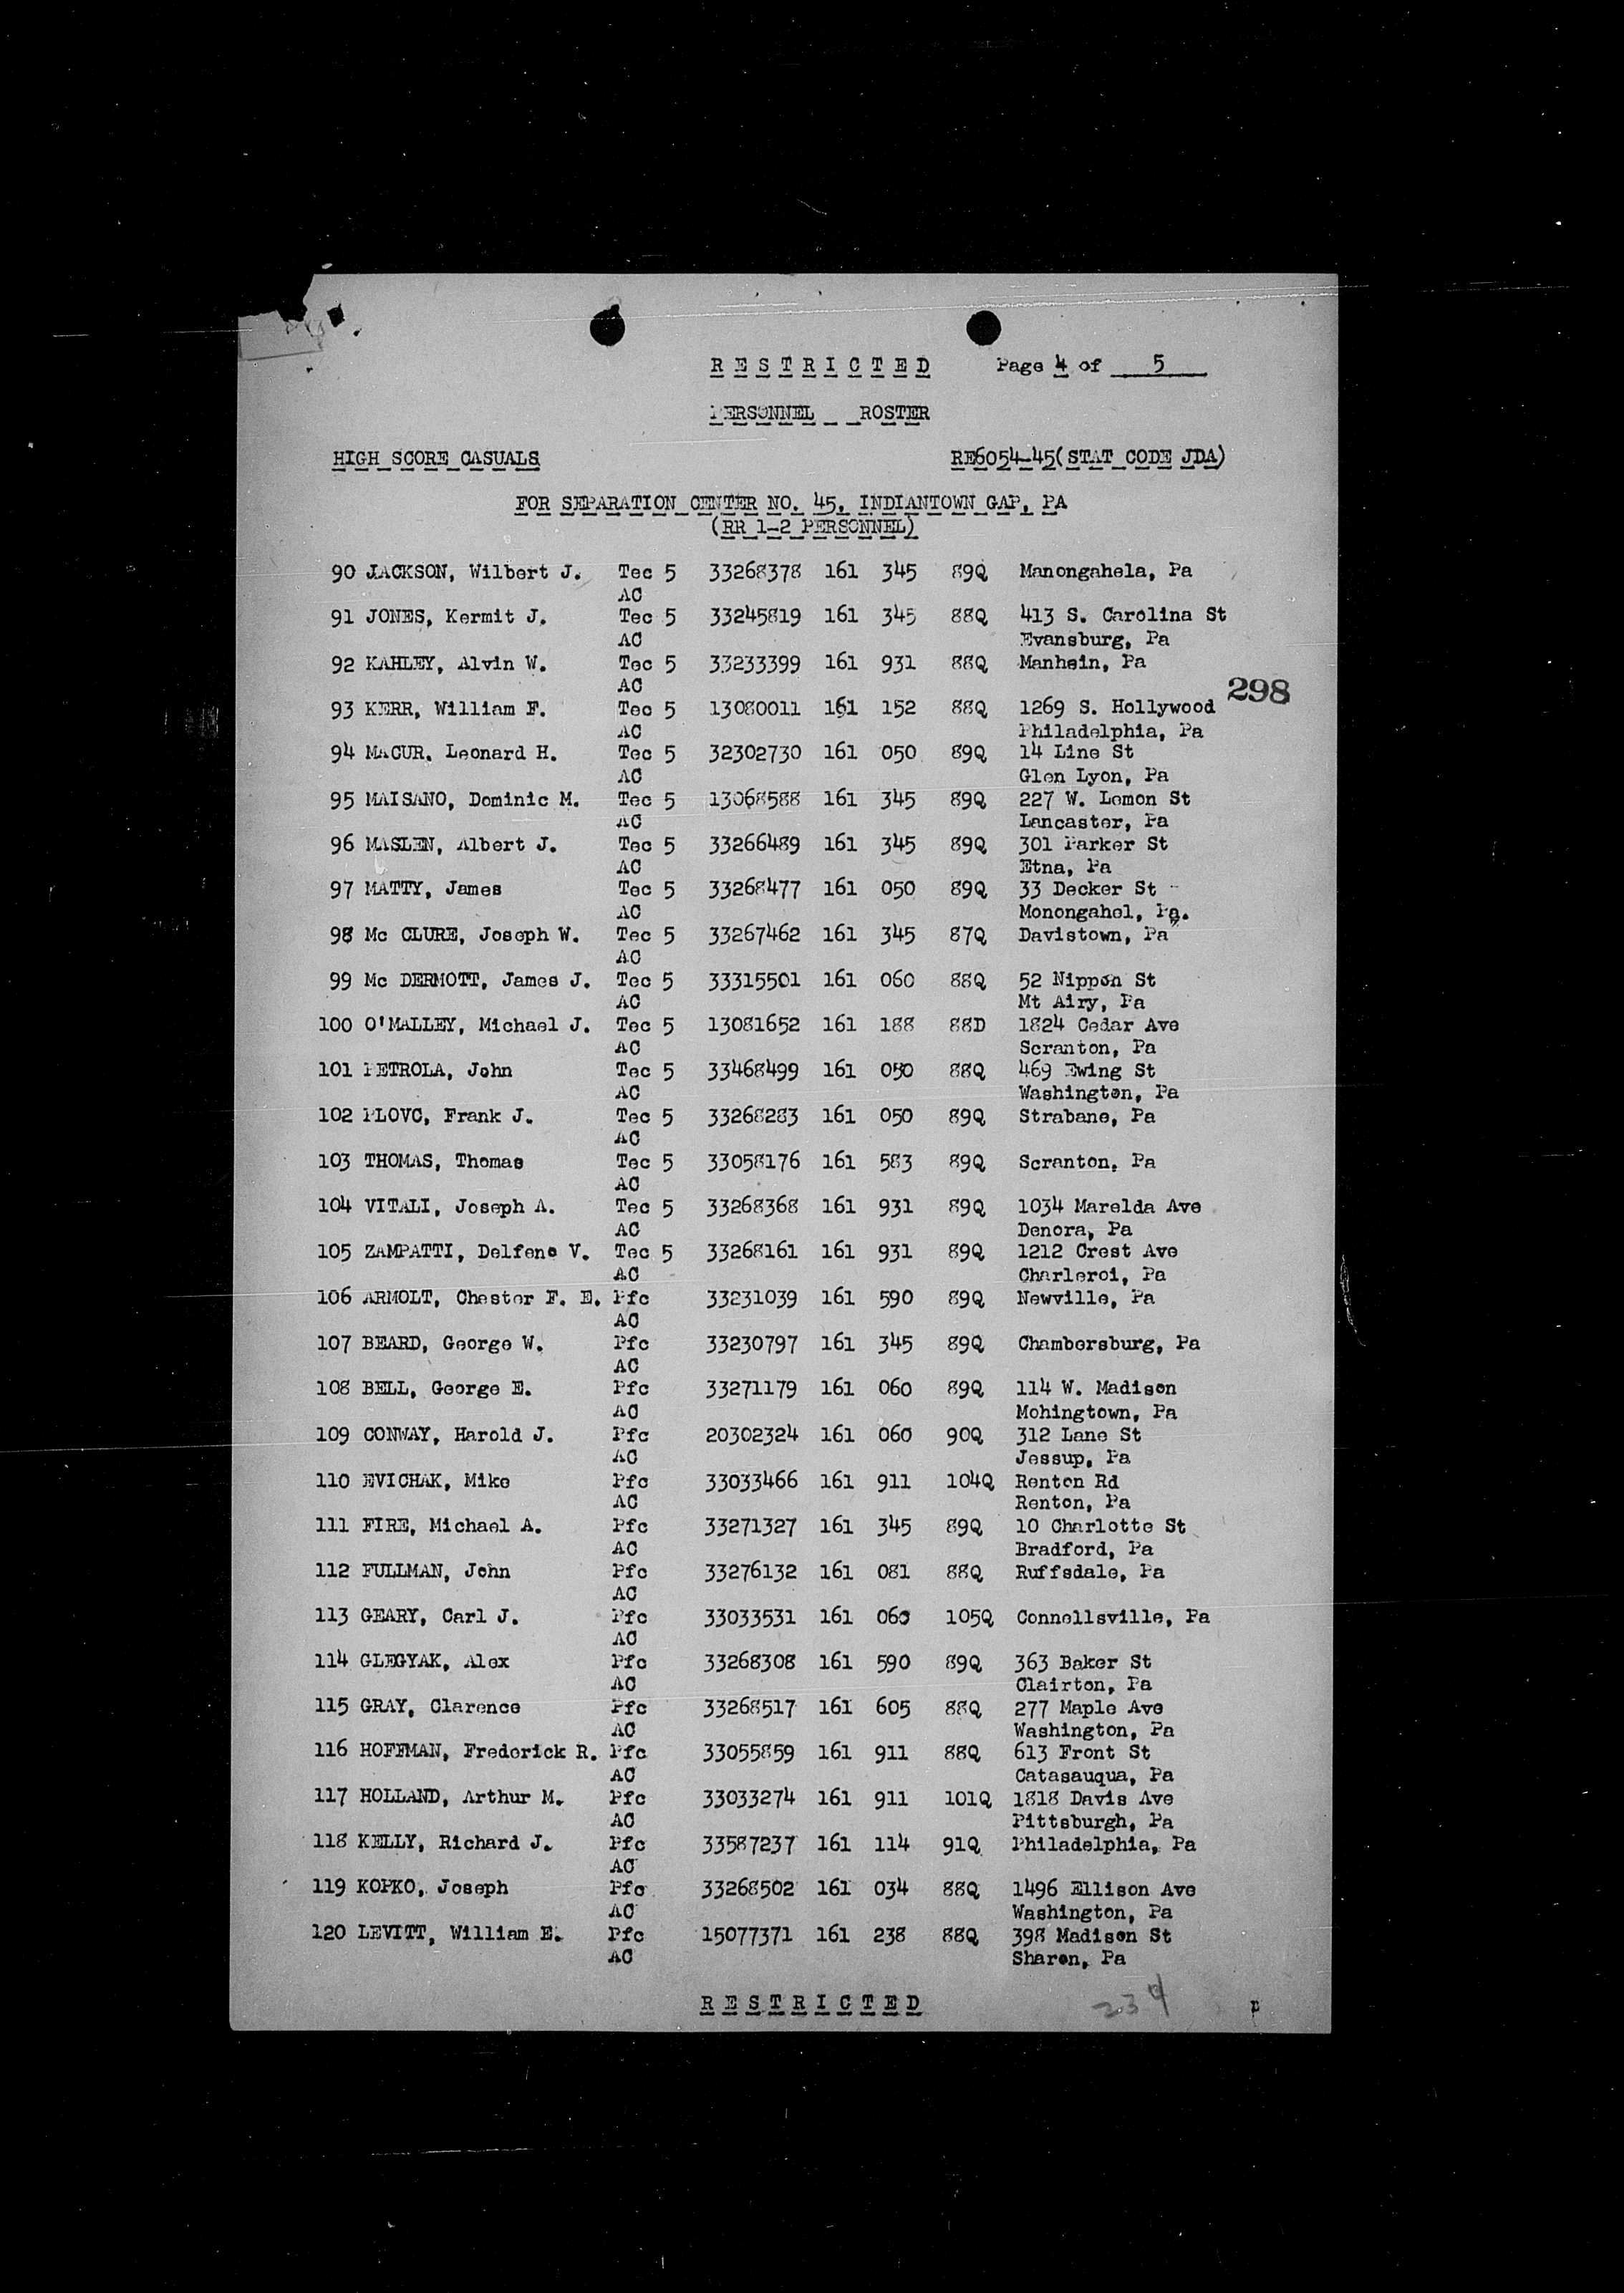 R E S T R I C T E D Page 4 of 5
PERSONNEL ROSTER
HIGH SCORE CASUALS RE6054-45(STAT CODE JDA)
FOR SEPARATION CENTER NO. 45, INDIANTOWN GAP, PA
(RR 1-2 PERSONNEL)
90 JACKSON, Wilbert J. Tec 5 33268378 161 345 89Q Manongahela, Pa
AC
91 JONES, Kermit J. Tec 5 33245819 161 345 88Q 413 S. Carolina St
AC Evansburg, Pa
92 KAHLEY, Alvin W. Tec 5 33233399 161 931 88Q Manhein, Pa
AC
298
93 KERR, William F. Tec 5 13080011 161 152 88Q 1269 S. Hollywood
AC Philadelphia, Pa
94 MACUR, Leonard H. Tec 5 32302730 161 050 89Q 14 Line St
AC Glen Lyon, Pa
95 MAISANO, Dominic M. Tec 5 13068588 161 345 89Q 227 W. Lemon St
AC Lancaster, Pa
96 MASLEN, Albert J. Tec 5 33266489 161 345 89Q 301 Parker St
AC Etna, Pa
97 MATTY, James Tec 5 33268477 161 050 89Q 33 Decker St
AC Monongahel, Pa.
98 Mc CLURE, Joseph W. Tec 5 33267462 161 345 87Q Davistown, Pa
AC
99 Mc DERMOTT, James J. Tec 5 33315501 161 060 88Q 52 Nippon St
AC Mt Airy, Pa
100 O'MALLEY, Michael J. Tec 5 13081652 161 188 88D 1824 Cedar Ave
AC Scranton, Pa
101 PETROLA, John Tec 5 33468499 161 050 88Q 469 Ewing St
AC Washington, Pa
102 PLOVC, Frank J. Tec 5 33268283 161 050 89Q Strabane, Pa
AC
103 THOMAS, Thomas Tec 5 33058176 161 583 89Q Scranton, Pa
AC
104 VITALI, Joseph A. Tec 5 33268368 161 931 89Q 1034 Marelda Ave
AC Denora, Pa
105 ZAMPATTI, Delfeno V. Tec 5 33268161 161 931 89Q 1212 Crest Ave
AC Charleroi, Pa
106 ARMOLT, Chester F. E. Pfc 33231039 161 590 89Q Newville, Pa
AC
107 BEARD, George W. Pfc 33230797 161 345 89Q Chambersburg, Pa
AC
108 BELL, George E. Pfc 33271179 161 060 89Q 114 W. Madison
AC Mohingtown, Pa
109 CONWAY, Harold J. Pfc 20302324 161 060 90Q 312 Lane St
AC Jessup, Pa
110 EVICHAK, Mike Pfc 33033466 161 911 104Q Renton Rd
AC Renton, Pa
111 FIRE, Michael A. Pfc 33271327 161 345 89Q 10 Charlotte St
AC Bradford, Pa
112 FULLMAN, John Pfc 33276132 161 081 88Q Ruffsdale, Pa
AC
113 GEARY, Carl J. Pfc 33033531 161 060 105Q Connellsville, Pa
AC
114 GLEGYAK, Alex Pfc 33268308 161 590 89Q 363 Baker St
AC Clairton, Pa
115 GRAY, Clarence Pfc 33268517 161 605 88Q 277 Maple Ave
AC Washington, Pa
116 HOFFMAN, Frederick R. Pfc 33055859 161 911 88Q 613 Front St
AC Catasauqua, Pa
117 HOLLAND, Arthur M. Pfc 33033274 161 911 101Q 1818 Davis Ave
AC Pittsburgh, Pa
118 KELLY, Richard J. Pfc 33587237 161 114 91Q Philadelphia, Pa
AC
119 KOPKO, Joseph Pfc 33268502 161 034 88Q 1496 Ellison Ave
AC Washington, Pa
120 LEVITT, William E. Pfc 15077371 161 238 88Q 398 Madison St
AC Sharon, Pa
R E S T R I C T E D 234